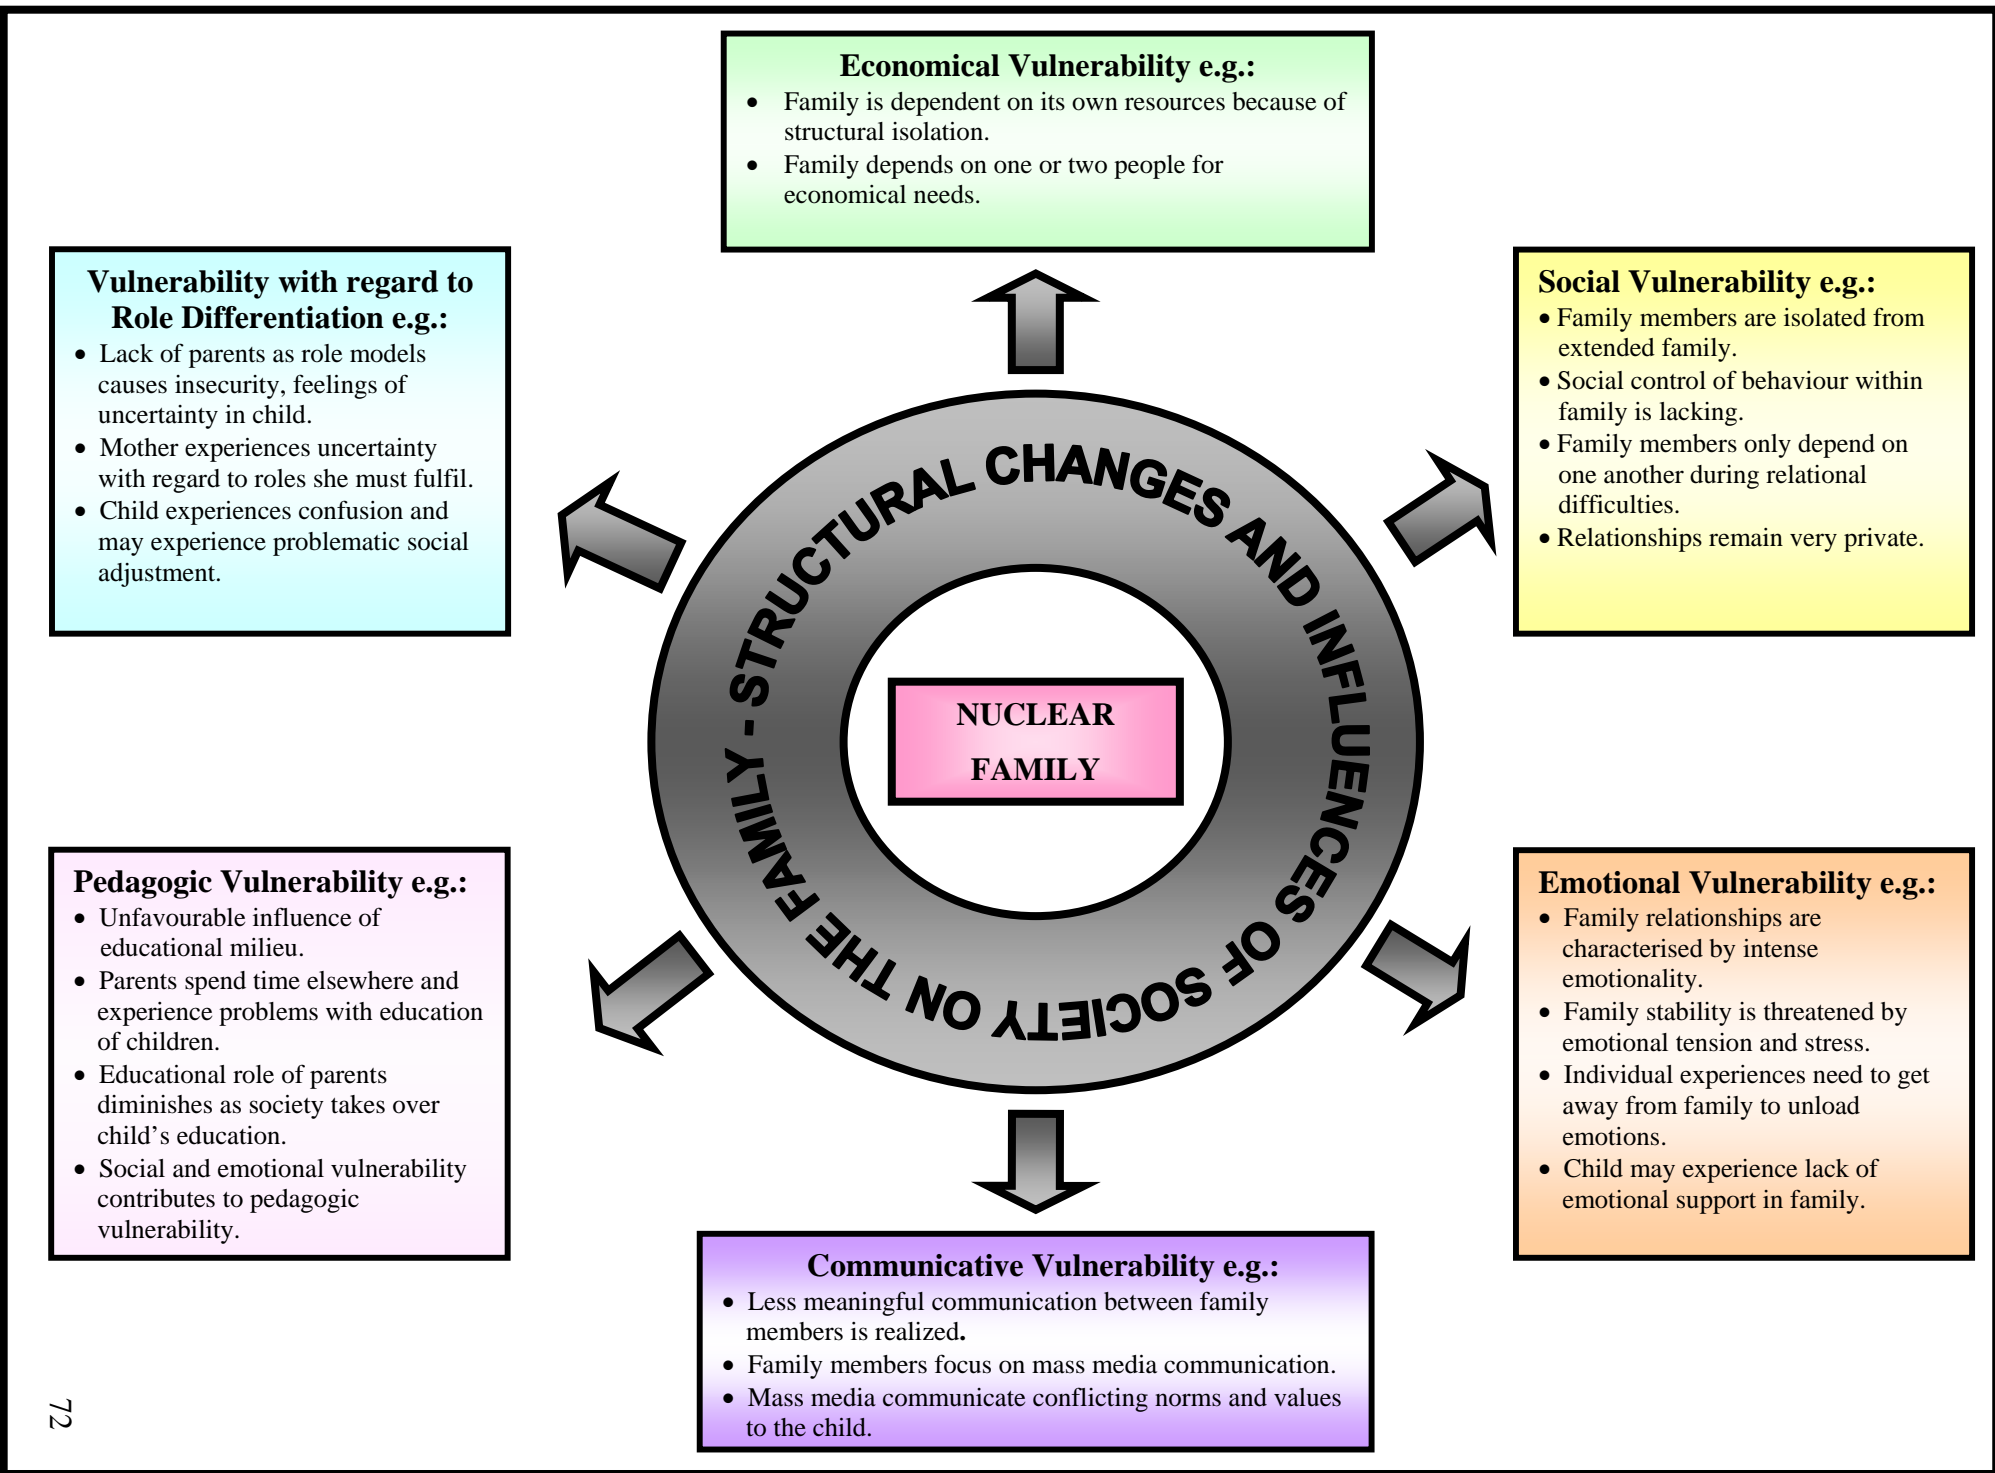 Economical Vulnerability e.g.:
• Family is dependent on its own resources because of
structural isolation.
• Family depends on one or two people for
economical needs.
Vulnerability with regard to
Role Differentiation e.g.:
• Lack of parents as role models
causes insecurity, feelings of
uncertainty in child.
• Mother experiences uncertainty
with regard to roles she must fulfil.
• Child experiences confusion and
may experience problematic social
adjustment.
Social Vulnerability e.g.:
• Family members are isolated from
extended family.
• Social control of behaviour within
family is lacking.
• Family members only depend on
one another during relational
difficulties.
• Relationships remain very private.
STRUCTURAL CHANGES AND INFLUENCES OF SOCIETY ON THE FAMILY -
NUCLEAR
FAMILY
Pedagogic Vulnerability e.g.:
• Unfavourable influence of
educational milieu.
• Parents spend time elsewhere and
experience problems with education
of children.
• Educational role of parents
diminishes as society takes over
child’s education.
• Social and emotional vulnerability
contributes to pedagogic
vulnerability.
Emotional Vulnerability e.g.:
• Family relationships are
characterised by intense
emotionality.
• Family stability is threatened by
emotional tension and stress.
• Individual experiences need to get
away from family to unload
emotions.
• Child may experience lack of
emotional support in family.
Communicative Vulnerability e.g.:
• Less meaningful communication between family
members is realized.
• Family members focus on mass media communication.
• Mass media communicate conflicting norms and values
to the child.
72